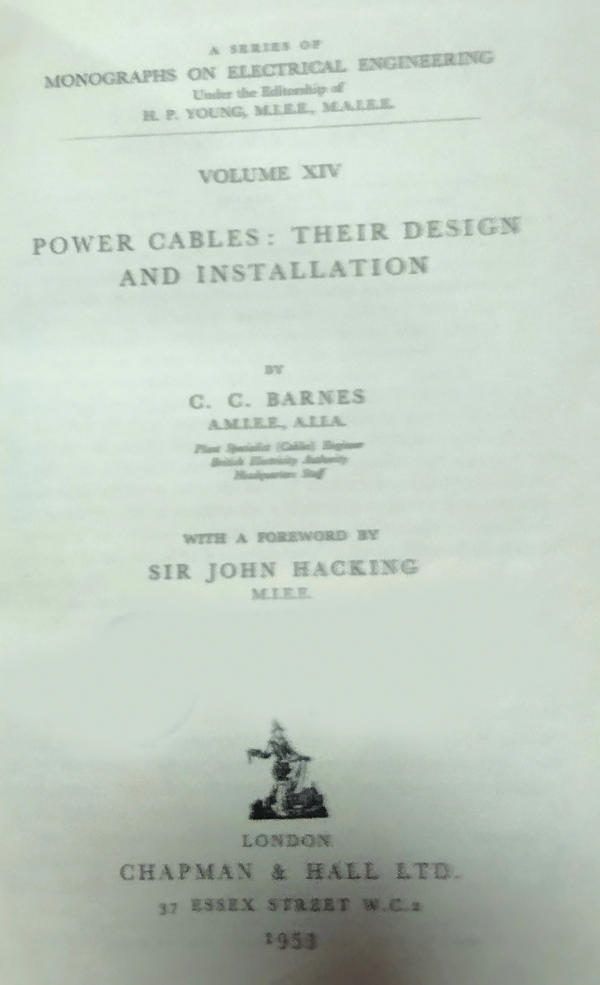 A SERIES OF
MONOGRAPHS ON ELECTRICAL ENGINEERING
Under the Editorship of
H. P. YOUNG, M.I.E.E., M.A.I.E.E.
VOLUME XIV
POWER CABLES: THEIR DESIGN
AND INSTALLATION
BY
C. C. BARNES
A.M.I.E.E., A.I.I.A.
Plant Specialist (Cables) Engineer
British Electricity Authority
Headquarters Staff
WITH A FOREWORD BY
SIR JOHN HACKING
M.I.E.E.
LONDON
CHAPMAN & HALL LTD.
37 ESSEX STREET W.C.2
1953